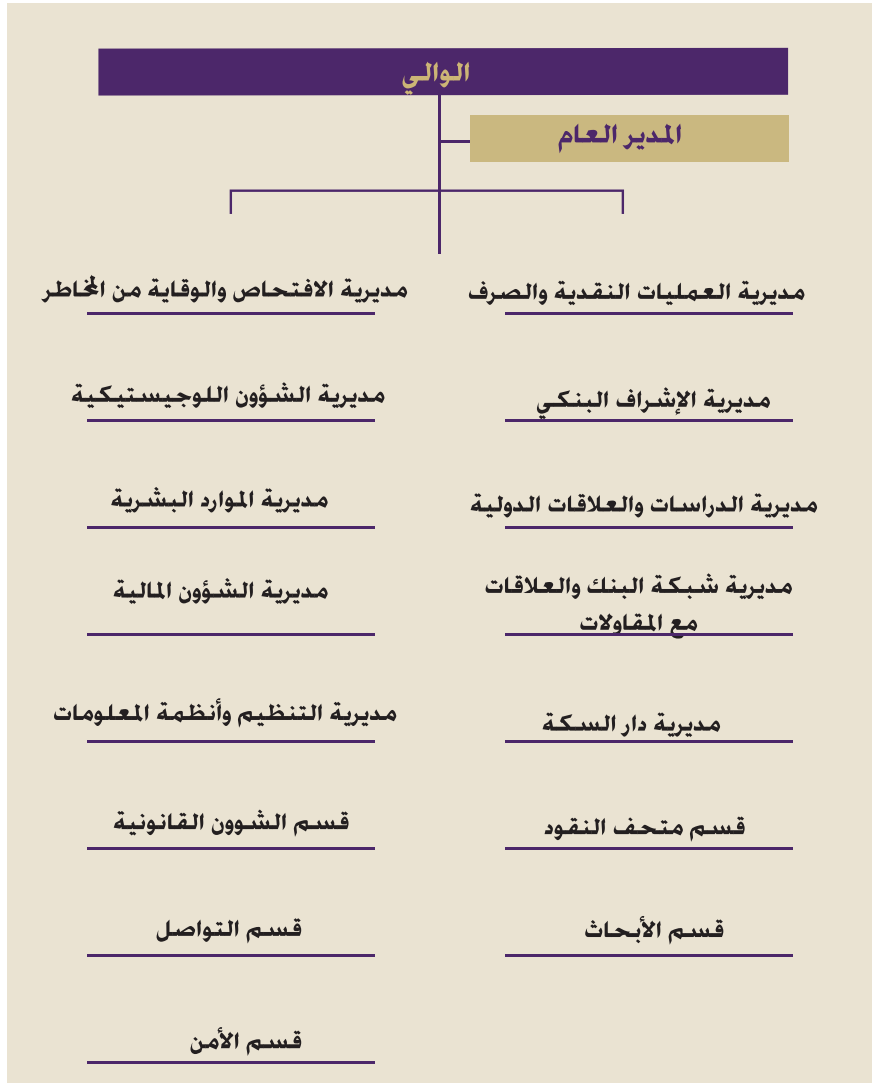 الوالي
المدير العام
مديرية العمليات النقدية والصرف
مديرية الإشراف البنكي
مديرية الدراسات والعلاقات الدولية
مديرية شبكة البنك والعلاقات
مع المقاولات
مديرية دار السكة
قسم متحف النقود
قسم الأبحاث
مديرية الافتحاص والوقاية من المخاطر
مديرية الشؤون اللوجيستيكية
مديرية الموارد البشرية
مديرية الشؤون المالية
مديرية التنظيم وأنظمة المعلومات
قسم الشوون القانونية
قسم التواصل
قسم الأمن